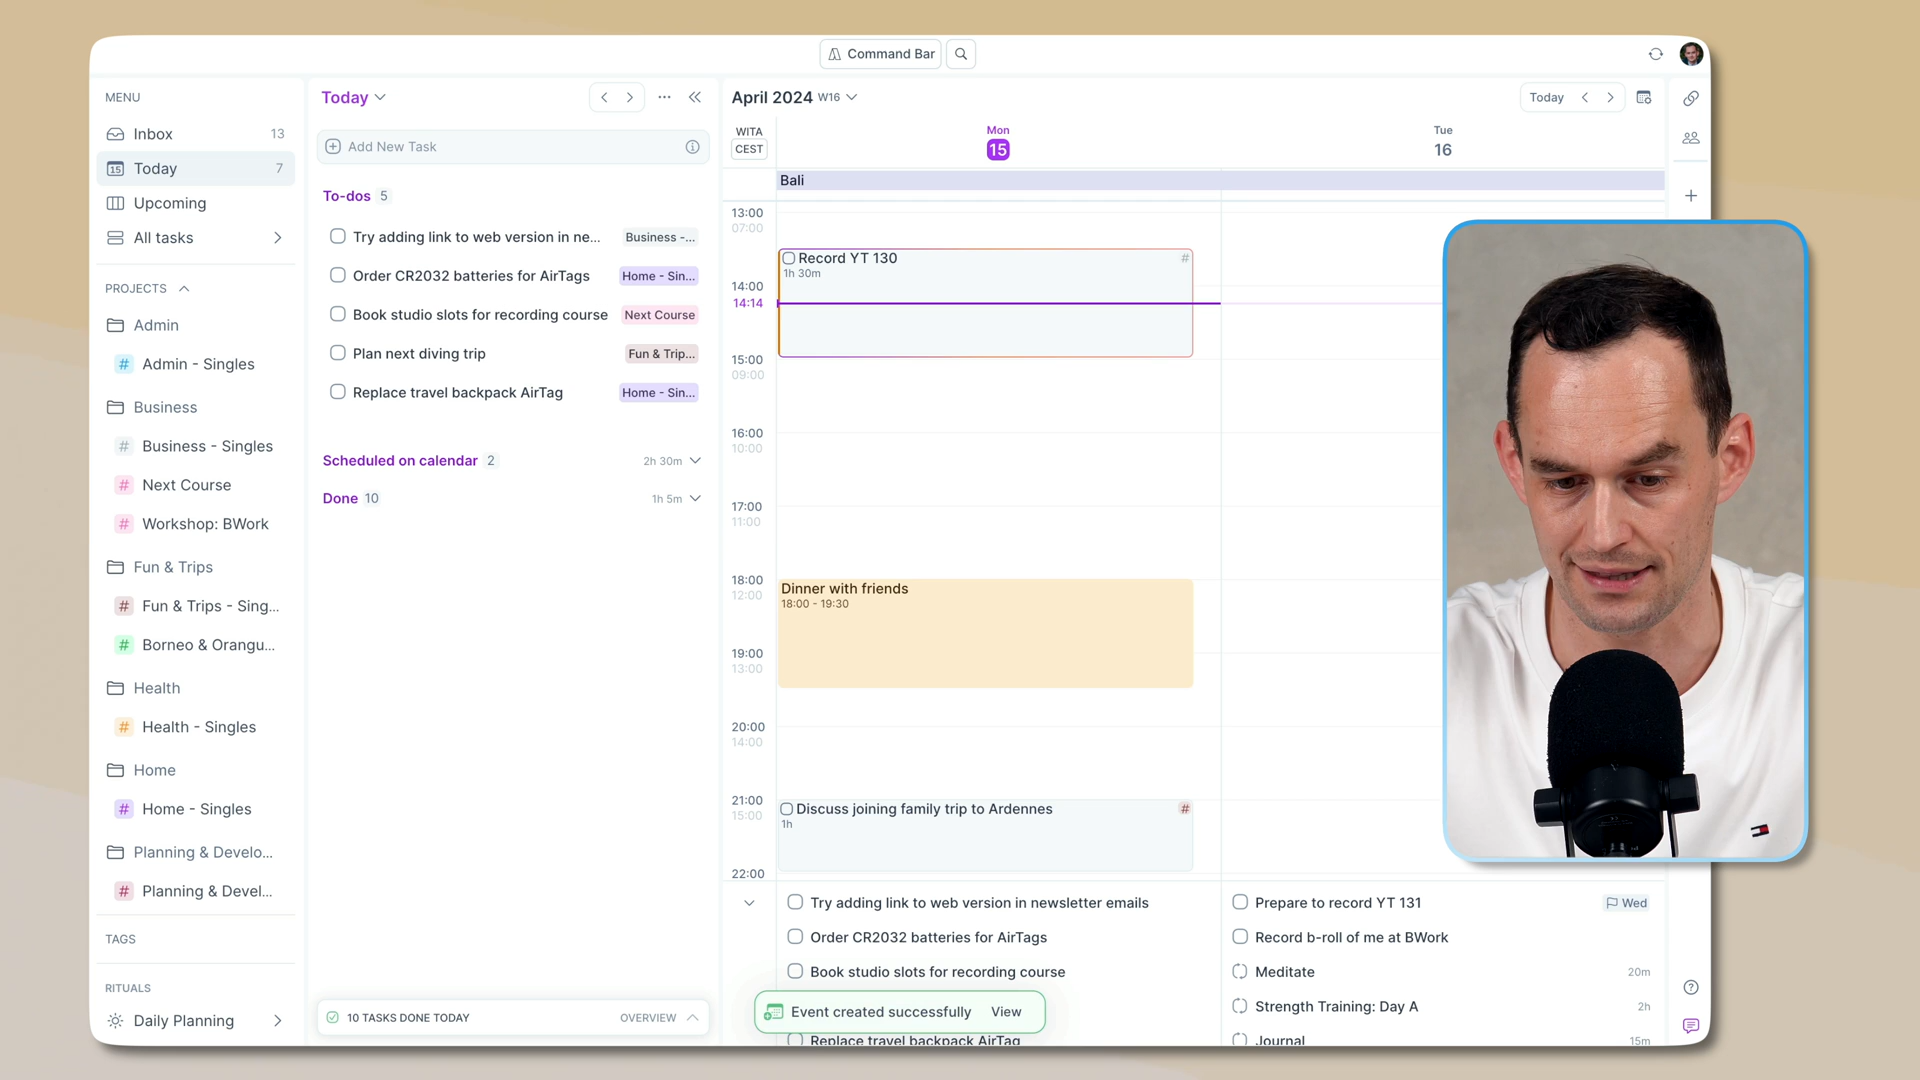 Command Bar
MENU
Inbox 13
15 Today 7
Upcoming
All tasks
PROJECTS
Admin
# Admin - Singles
Business
# Business - Singles
# Next Course
# Workshop: BWork
Fun & Trips
# Fun & Trips - Sing...
# Borneo & Orangu...
Health
# Health - Singles
Home
# Home - Singles
Planning & Develo...
# Planning & Devel...
TAGS
RITUALS
Daily Planning
Today
Add New Task
To-dos 5
Try adding link to web version in ne... Business -...
Order CR2032 batteries for AirTags Home - Sin...
Book studio slots for recording course Next Course
Plan next diving trip Fun & Trip...
Replace travel backpack AirTag Home - Sin...
Scheduled on calendar 2 2h 30m
Done 10 1h 5m
10 TASKS DONE TODAY OVERVIEW
April 2024 W16
Today
WITA
CEST
Mon
15
Tue
16
Bali
13:00
07:00
Record YT 130 #
1h 30m
14:00
14:14
15:00
09:00
16:00
10:00
17:00
11:00
18:00
12:00
Dinner with friends
18:00 - 19:30
19:00
13:00
20:00
14:00
21:00
15:00
Discuss joining family trip to Ardennes #
1h
22:00
Try adding link to web version in newsletter emails
Order CR2032 batteries for AirTags
Book studio slots for recording course
Event created successfully View
Replace travel backpack AirTag
Prepare to record YT 131 Wed
Record b-roll of me at BWork
Meditate 20m
Strength Training: Day A 2h
Journal 15m